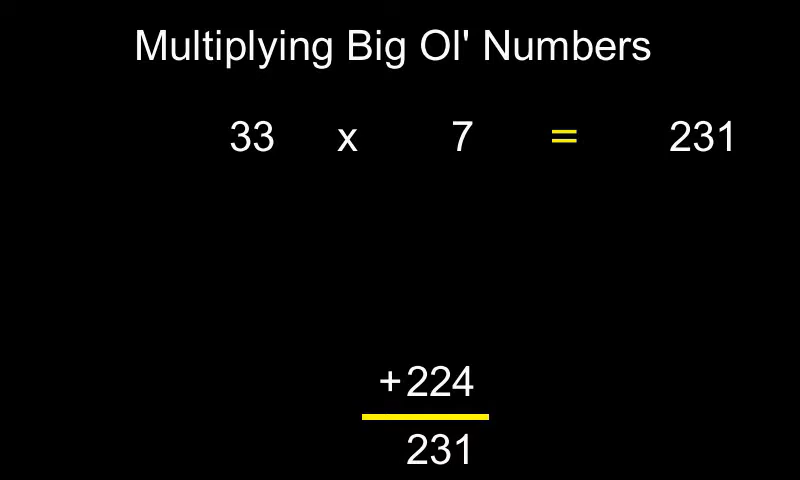 Multiplying Big Ol' Numbers
33 x 7 = 231
+224
231